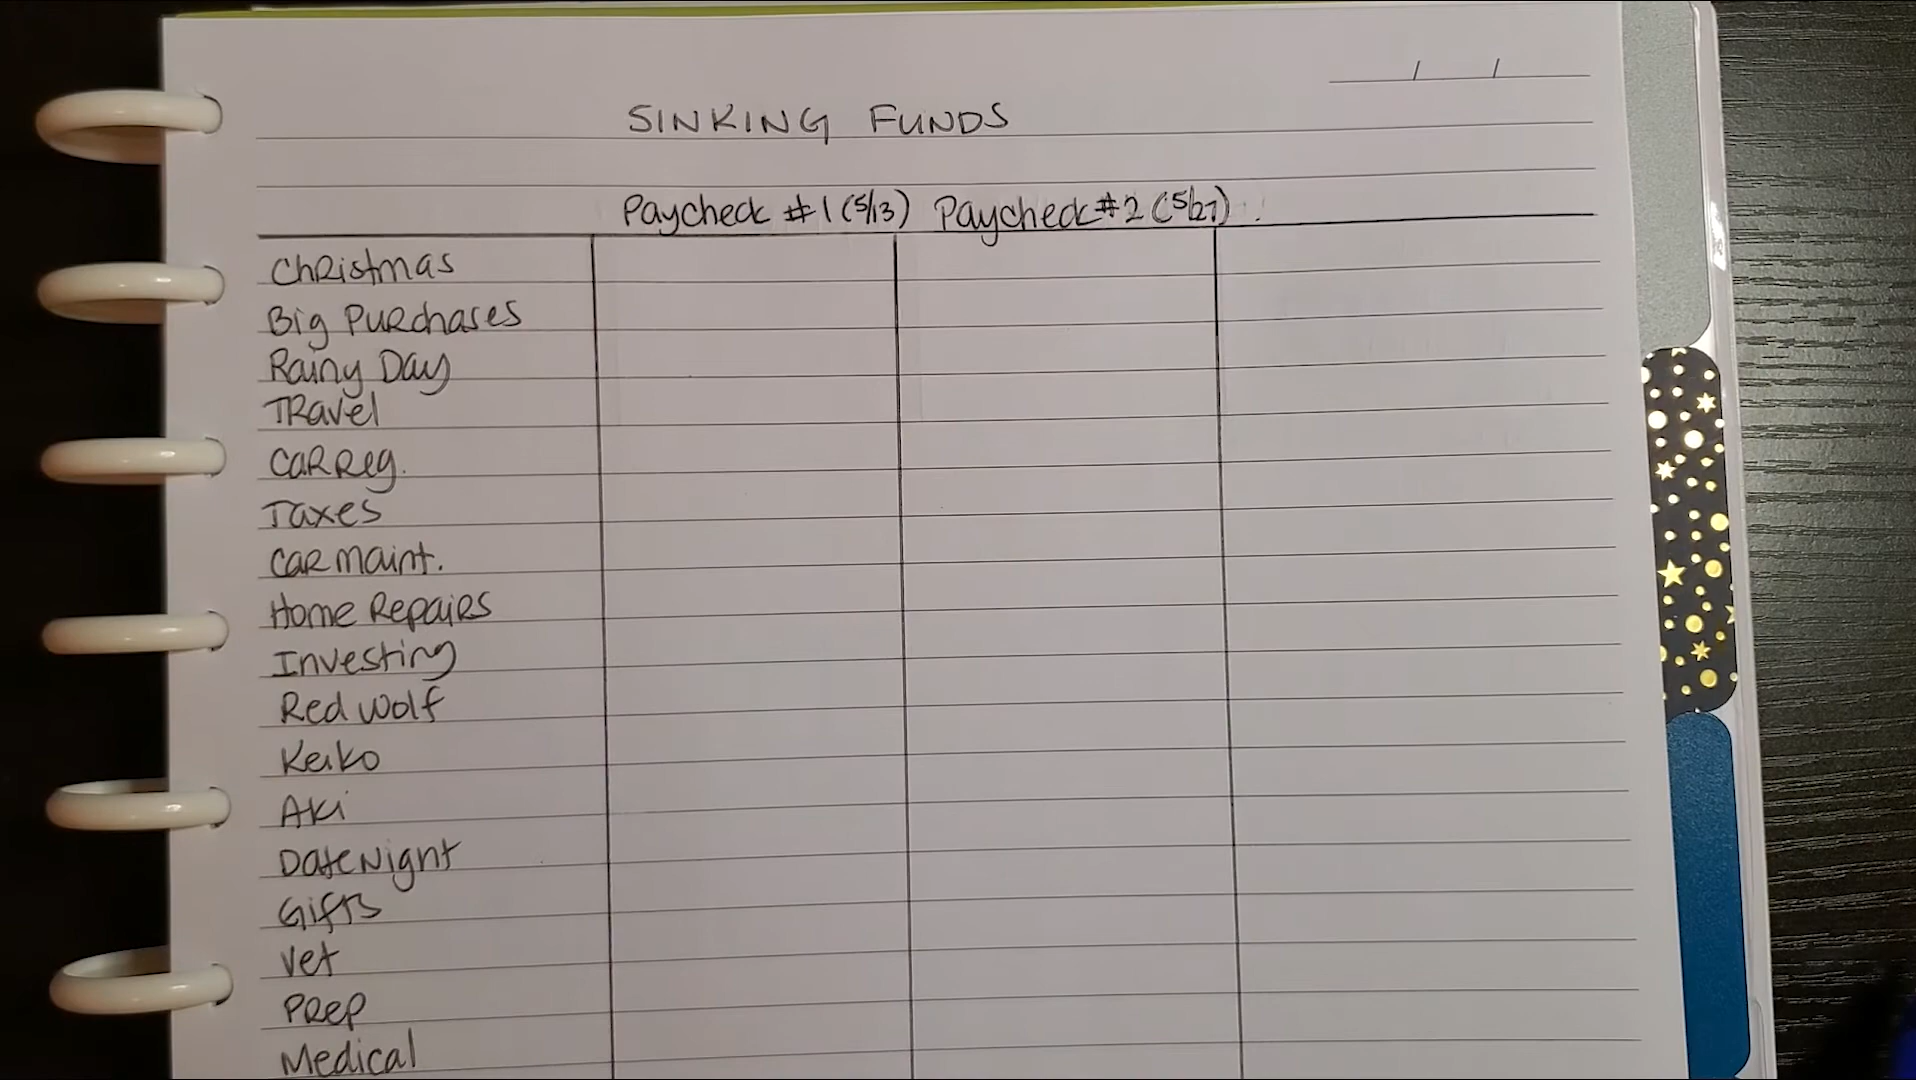 / /
SINKING FUNDS
Paycheck #1 (5/13) Paycheck #2 (5/27)
Christmas
Big Purchases
Rainy Day
Travel
Car Reg.
Taxes
Car maint.
Home Repairs
Investing
Red Wolf
Keiko
Aki
Date Night
Gifts
Vet
Prep
Medical